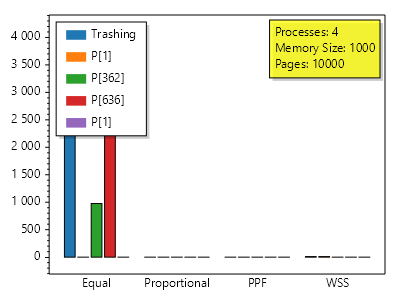 Trashing
P[1]
P[362]
P[636]
P[1]
Processes: 4
Memory Size: 1000
Pages: 10000
4 000
3 500
3 000
2 500
2 000
1 500
1 000
500
0
Equal Proportional PPF WSS